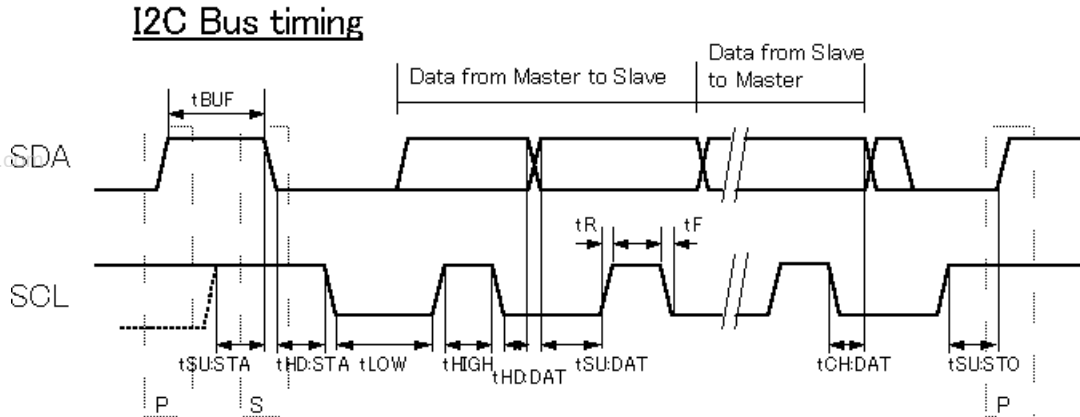 I2C Bus timing
Data from Master to Slave
Data from Slave
to Master
tBUF
SDA
tR
tF
SCL
tSU:STA
tHD:STA
tLOW
tHIGH
tHD:DAT
tSU:DAT
tCH:DAT
tSU:STO
P
S
P